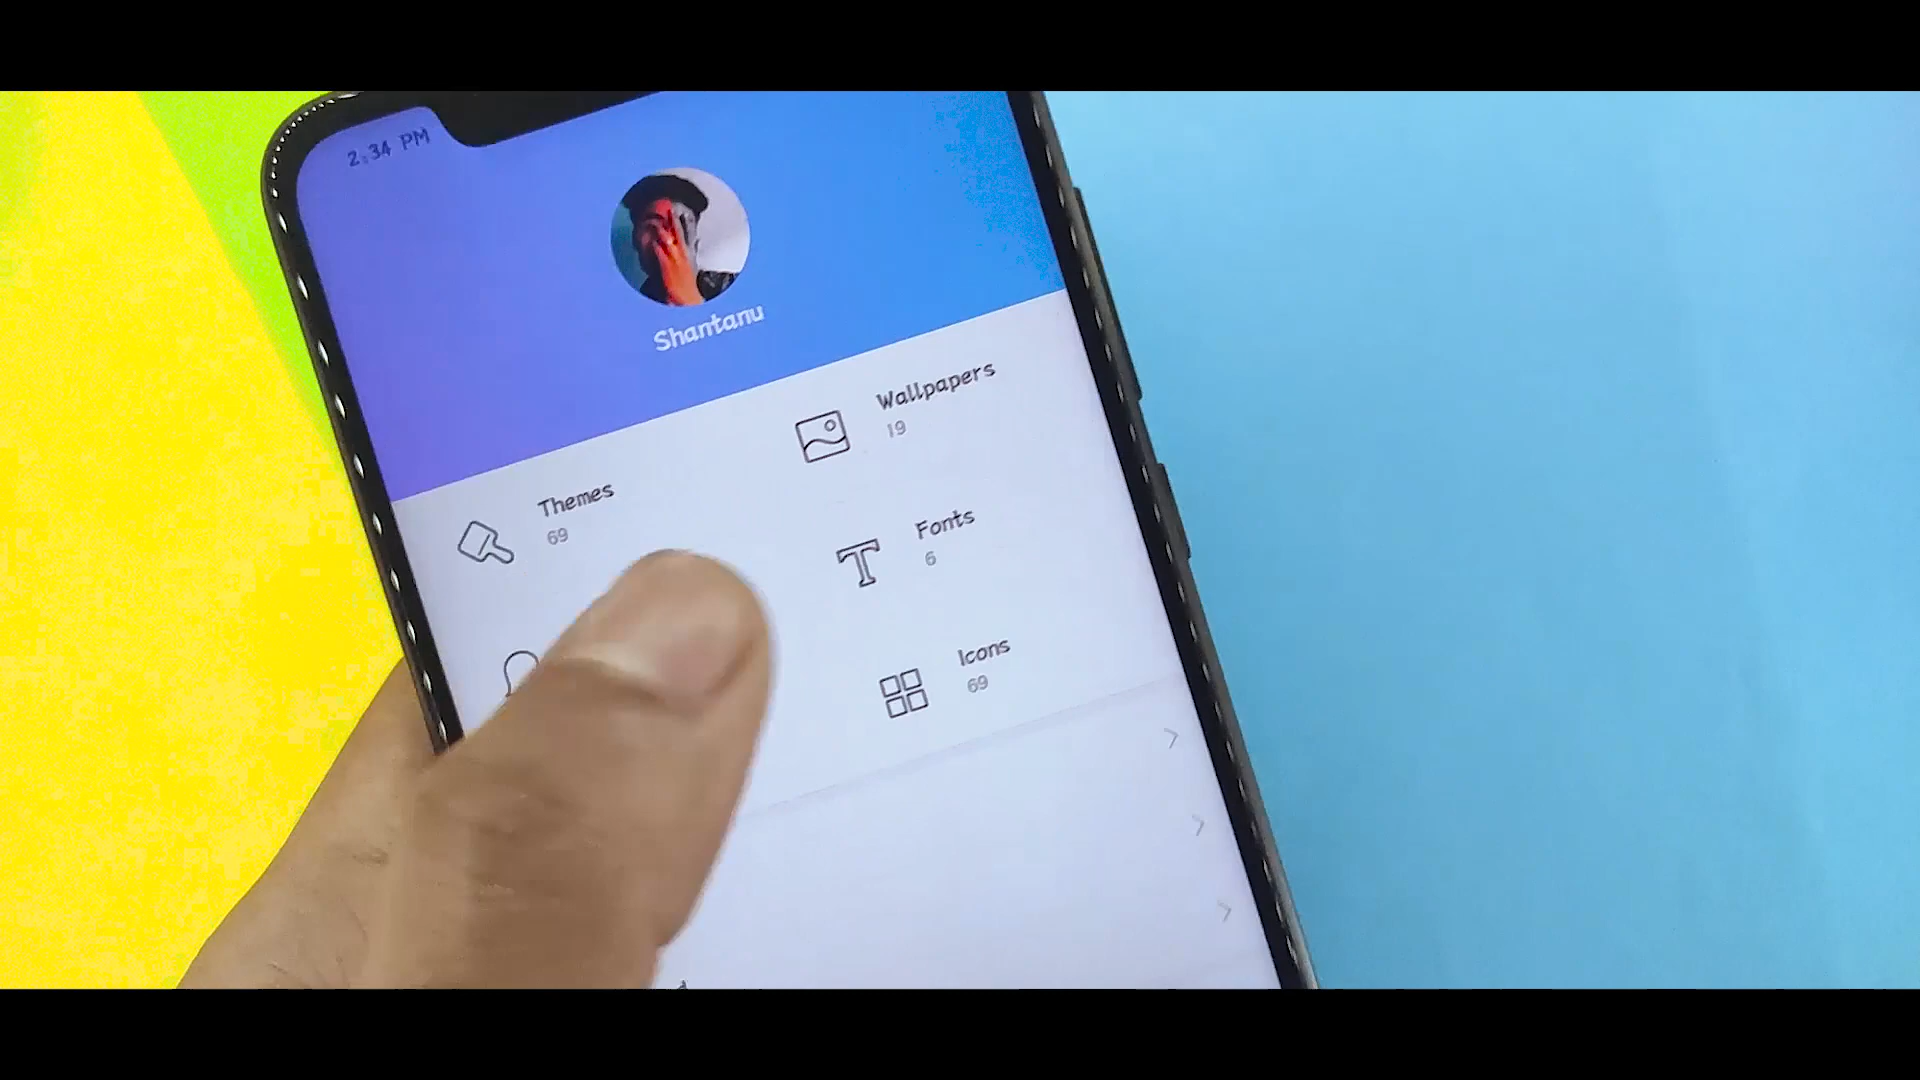 2:34 PM
Shantanu
Wallpapers
19
Themes
69
Fonts
6
Icons
69